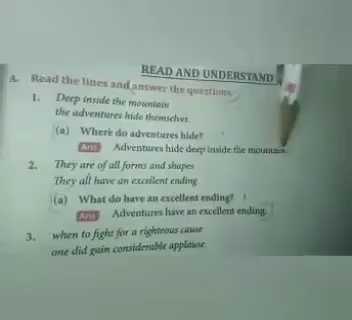 READ AND UNDERSTAND
A. Read the lines and answer the questions.
1. Deep inside the mountain
the adventures hide themselves
(a) Where do adventures hide?
Ans Adventures hide deep inside the mountain.
2. They are of all forms and shapes
They all have an excellent ending
(a) What do have an excellent ending?
Ans Adventures have an excellent ending.
3. when to fight for a righteous cause
one did gain considerable applause.